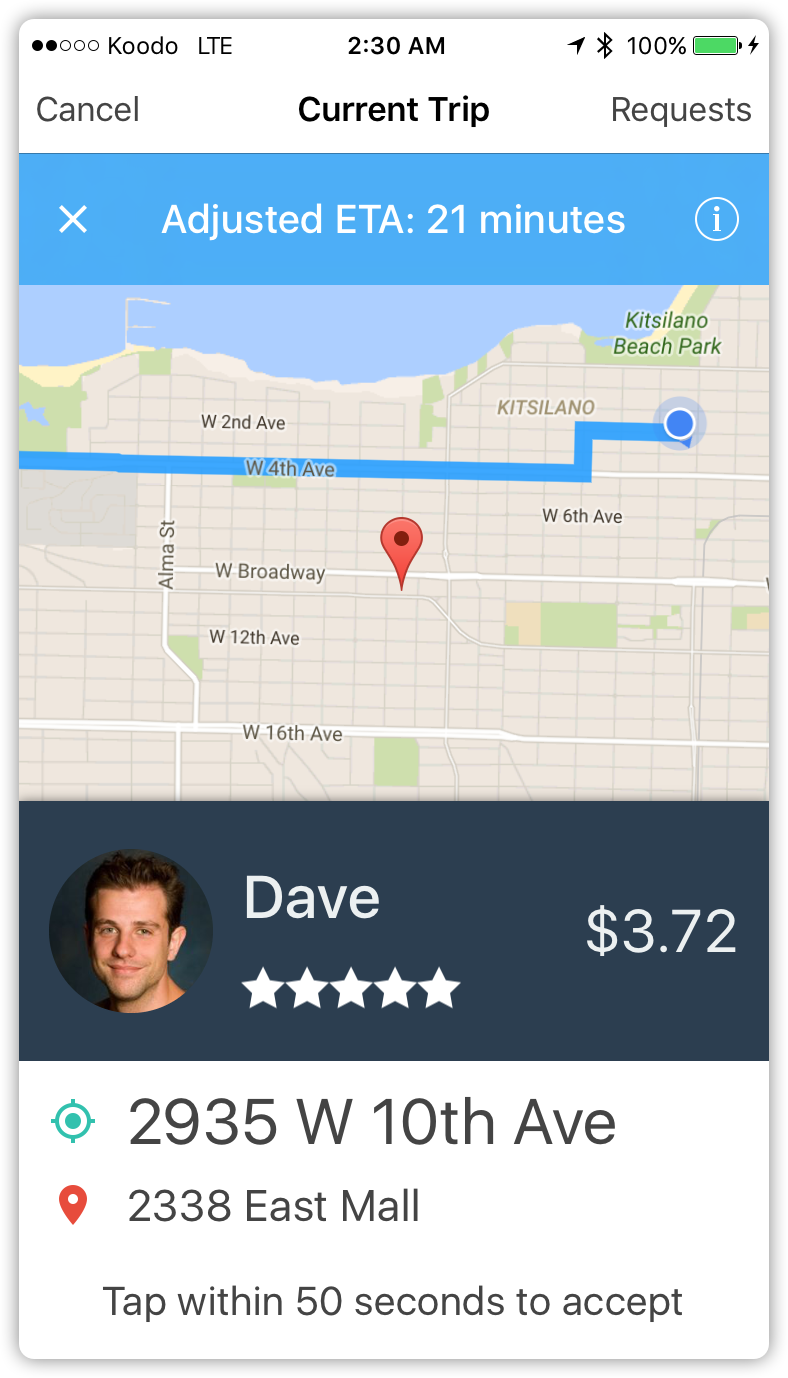 Koodo LTE 2:30 AM 100%
Cancel Current Trip Requests
Adjusted ETA: 21 minutes
Kitsilano
Beach Park
KITSILANO
W 2nd Ave
W 4th Ave
W 6th Ave
Alma St
W Broadway
W 12th Ave
W 16th Ave
Dave
$3.72
2935 W 10th Ave
2338 East Mall
Tap within 50 seconds to accept